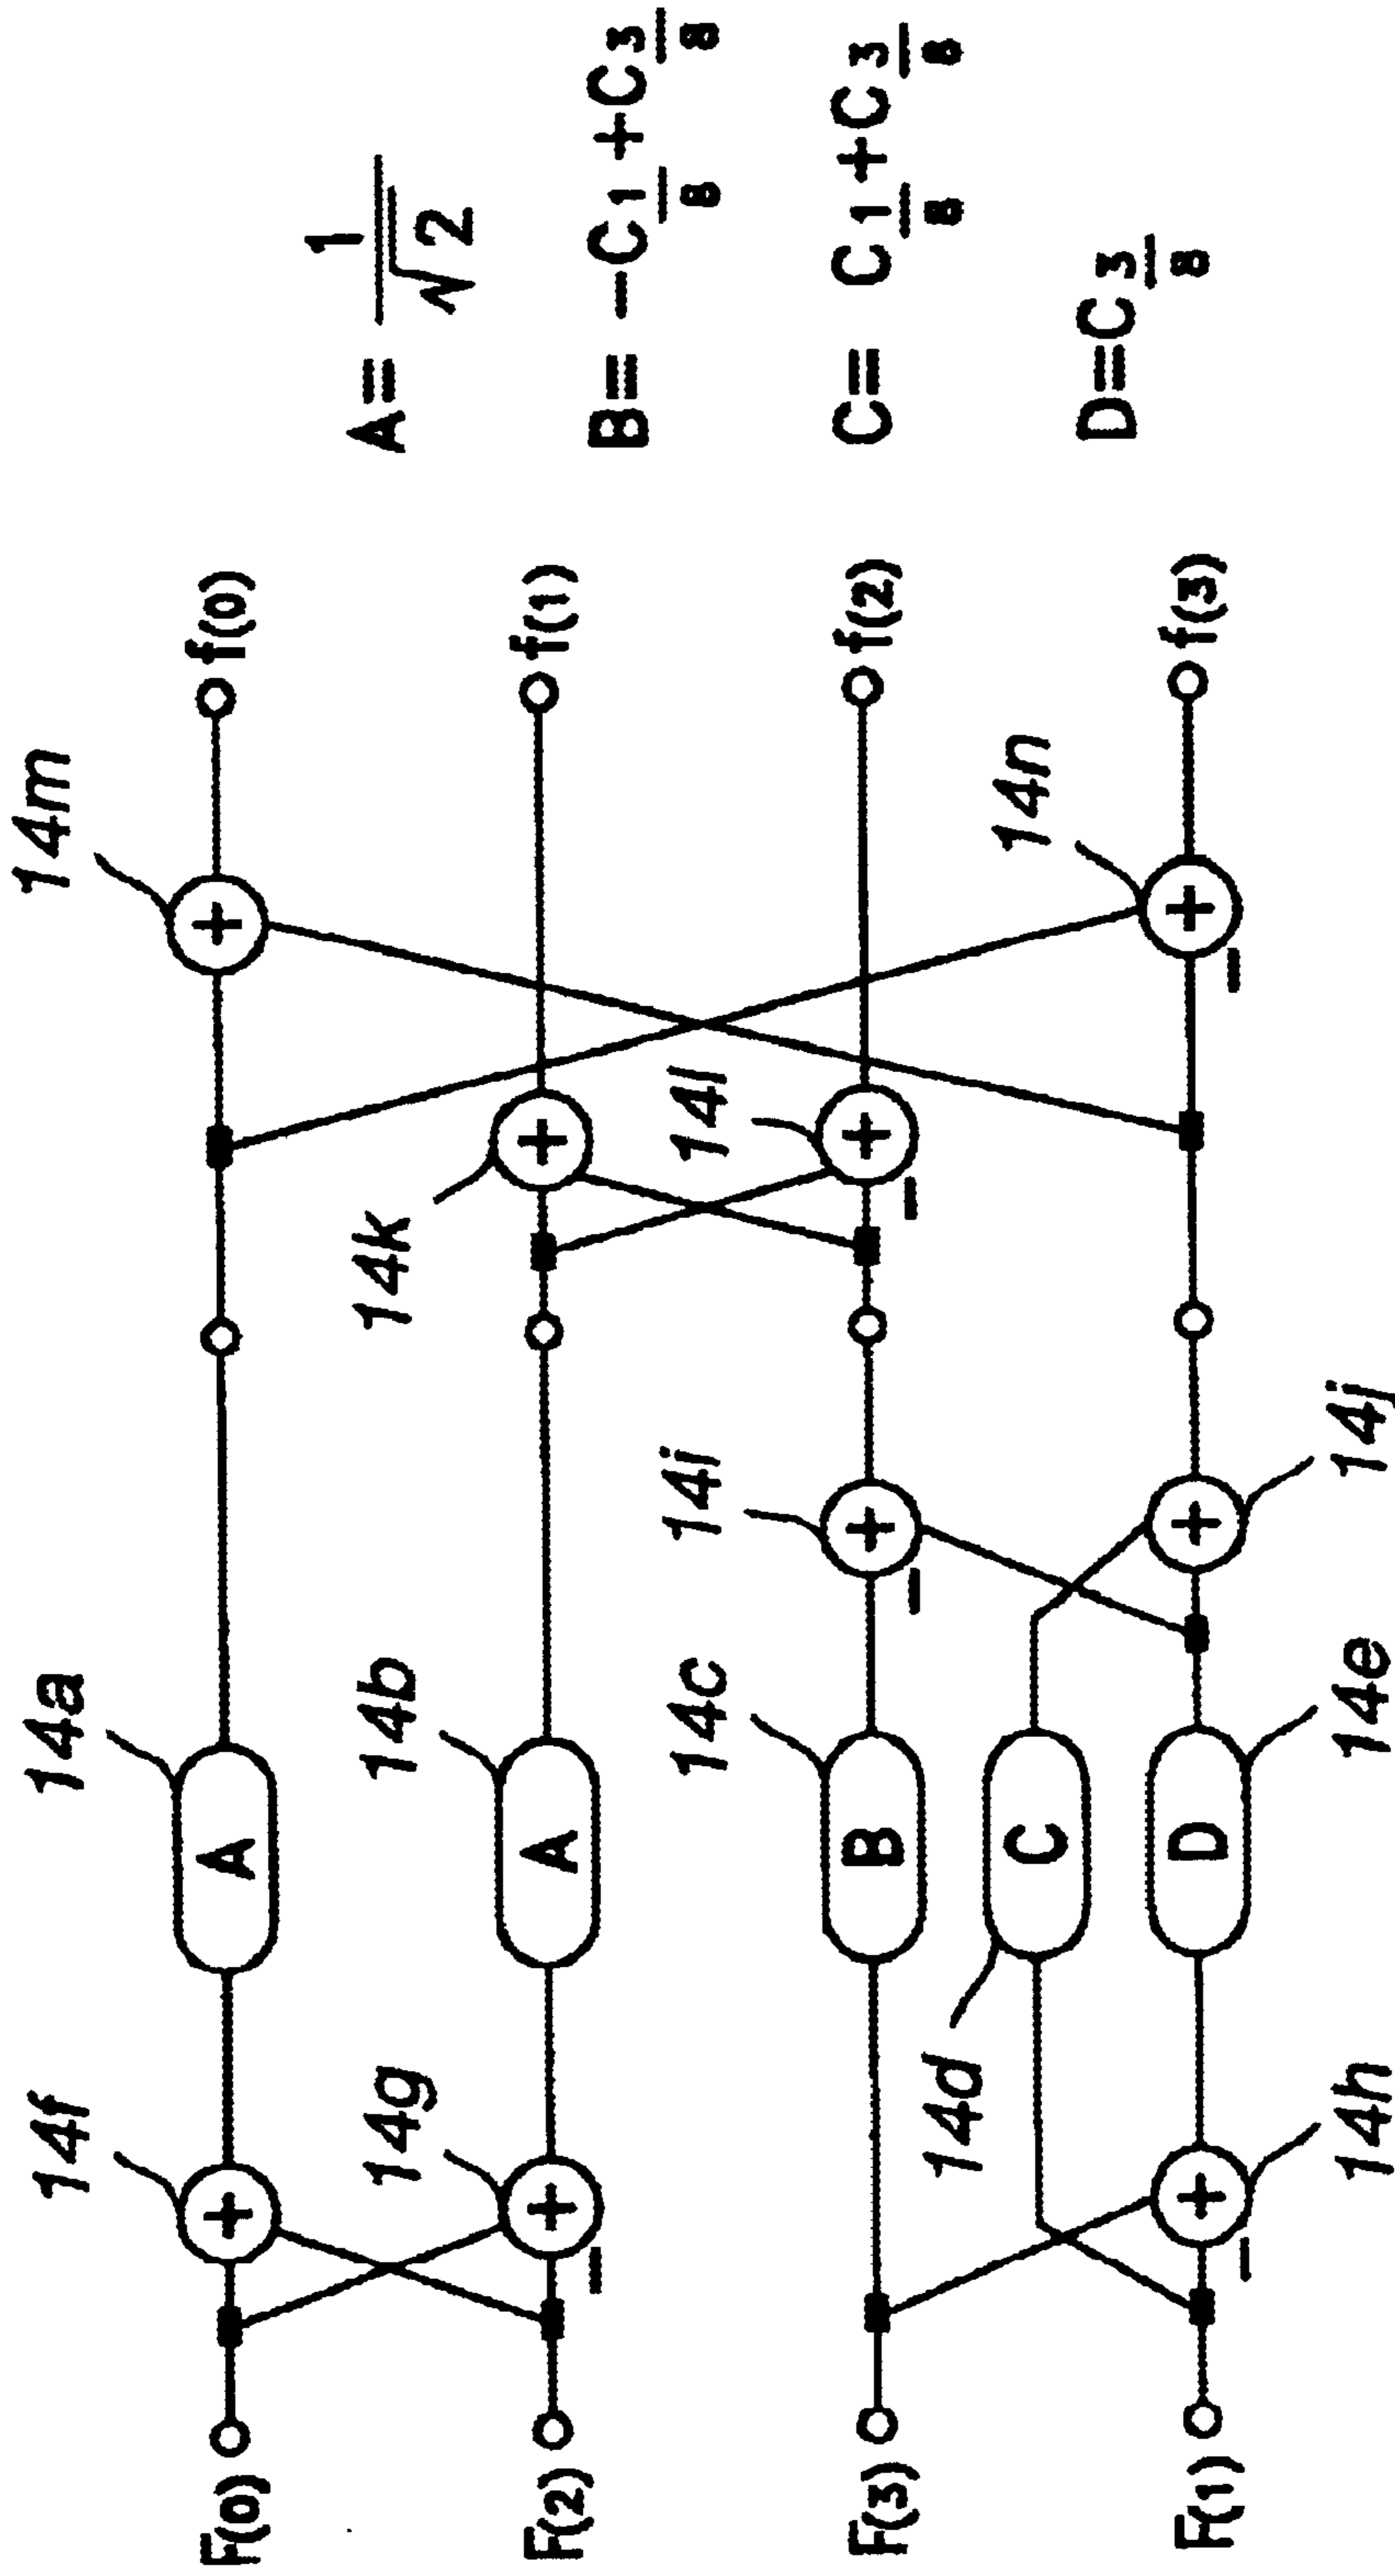 F(0) 14f 14a A 14m f(0)
F(2) 14g 14b A 14k f(1)
F(3) 14c B 14i 14l f(2)
14d C
F(1) 14h 14e D 14j 14n f(3)
+ + + + + + + + +
− − − − −
A= 1/√2
B= −C1/8 +C3/8
C= C1/8 +C3/8
D=C3/8